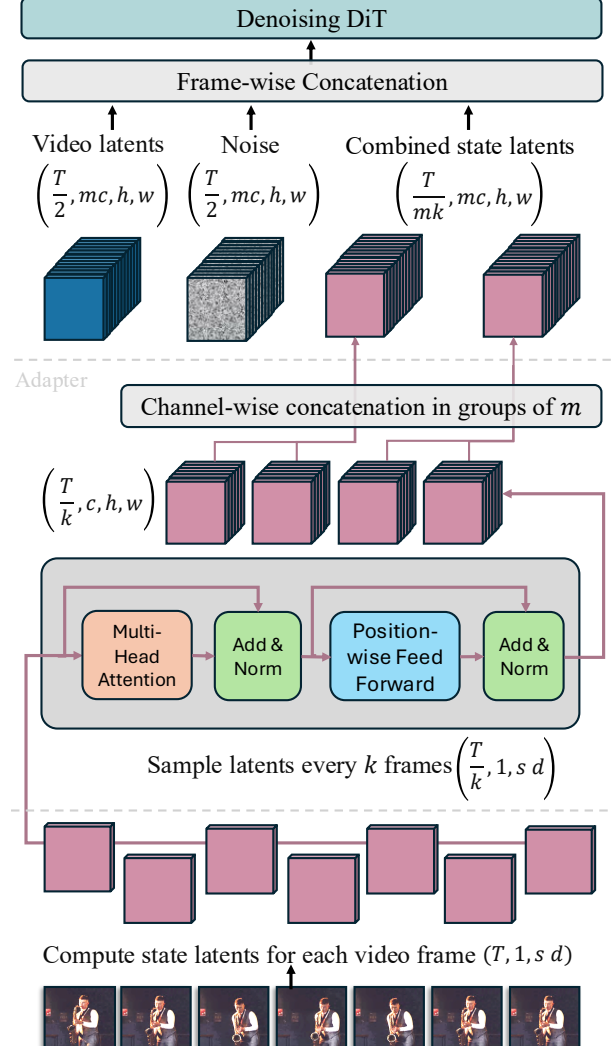 Denoising DiT
Frame-wise Concatenation
Video latents
Noise
Combined state latents
(T/2, mc, h, w)
(T/2, mc, h, w)
(T/mk, mc, h, w)
Adapter
Channel-wise concatenation in groups of m
(T/k, c, h, w)
Multi-
Head
Attention
Add &
Norm
Position-
wise Feed
Forward
Add &
Norm
Sample latents every k frames (T/k, 1, s d)
Compute state latents for each video frame (T, 1, s d)